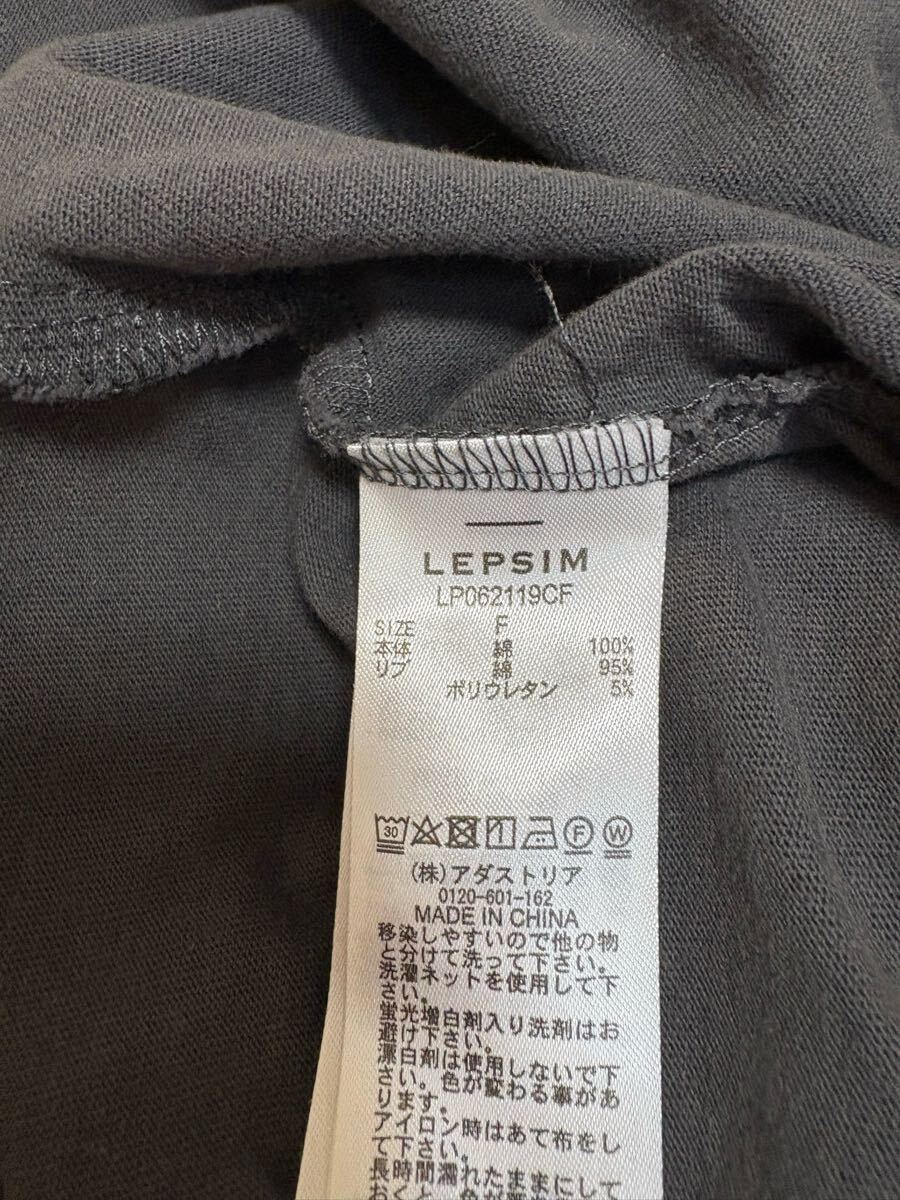 LEPSIM
LP062119CF
SIZE F
本体 綿 100%
リブ 綿 95%
ポリウレタン 5%
30 F W
(株)アダストリア
0120-601-162
MADE IN CHINA
移染しやすいので他の物
と分けて洗って下さい。
洗濯ネットを使用して下
さい。
蛍光増白剤入り洗剤はお
避け下さい。
漂白剤は使用しないで下
さい。色が変わる事があ
ります。
アイロン時はあて布をし
て下さい。
長時間濡れたままにして
おくと、色が